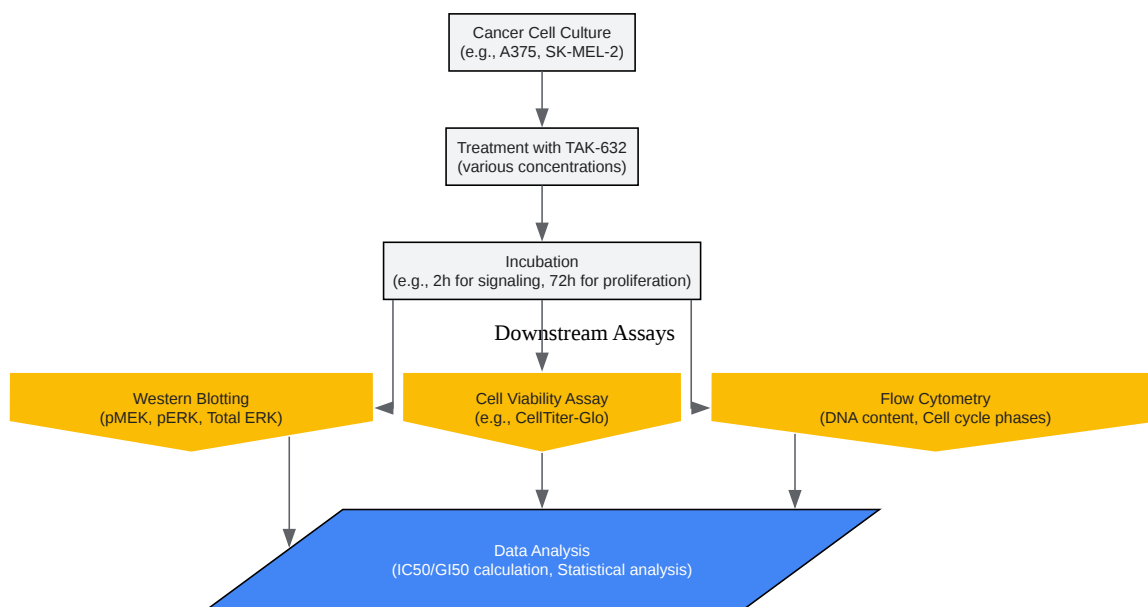 Cancer Cell Culture
(e.g., A375, SK-MEL-2)
Treatment with TAK-632
(various concentrations)
Incubation
(e.g., 2h for signaling, 72h for proliferation)
Downstream Assays
Western Blotting
(pMEK, pERK, Total ERK)
Cell Viability Assay
(e.g., CellTiter-Glo)
Flow Cytometry
(DNA content, Cell cycle phases)
Data Analysis
(IC50/GI50 calculation, Statistical analysis)